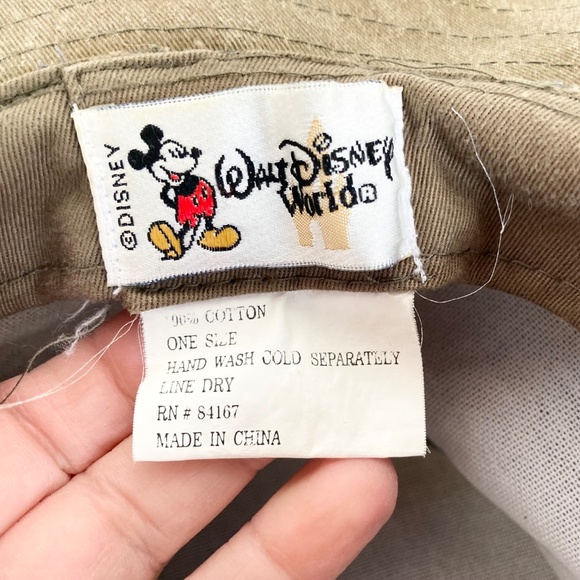 ©DISNEY
WALT DISNEY
World®
100% COTTON
ONE SIZE
HAND WASH COLD SEPARATELY
LINE DRY
RN # 84167
MADE IN CHINA